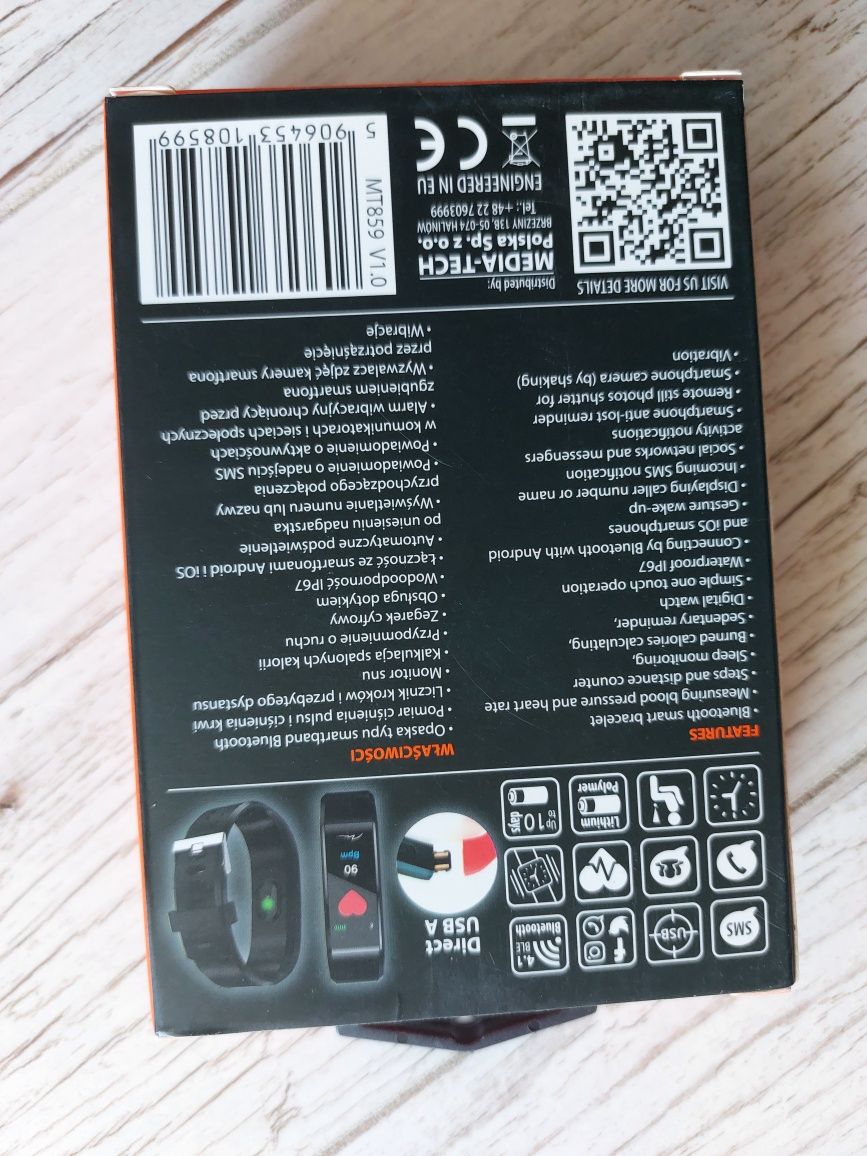 SMS
USB
4.1
BLE
Bluetooth
Lithium
Polymer
Up to
10
days
Direct
USB A
90
Bpm
FEATURES
• Bluetooth smart bracelet
• Measuring blood pressure and heart rate
• Steps and distance counter
• Sleep monitoring,
• Burned calories calculating,
• Sedentary reminder,
• Digital watch
• Simple one touch operation
• Waterproof IP67
• Connecting by Bluetooth with Android
and iOS smartphones
• Gesture wake-up
• Displaying caller number or name
• Incoming SMS notification
• Social networks and messengers
activity notifications
• Smartphone anti-lost reminder
• Remote still photos shutter for
• Smartphone camera (by shaking)
• Vibration
WŁAŚCIWOŚCI
• Opaska typu smartband Bluetooth
• Pomiar ciśnienia pulsu i ciśnienia krwi
• Licznik kroków i przebytego dystansu
• Monitor snu
• Kalkulacja spalonych kalorii
• Przypomnienie o ruchu
• Zegarek cyfrowy
• Obsługa dotykiem
• Wodoodporność IP67
• Łączność ze smartfonami Android i iOS
• Automatyczne podświetlenie
po uniesieniu nadgarstka
• Wyświetlanie numeru lub nazwy
przychodzącego połączenia
• Powiadomienie o nadejściu SMS
• Powiadomienie o aktywnościach
w komunikatorach i sieciach społecznych
• Alarm wibracyjny chroniący przed
zgubieniem smartfona
• Wyzwalacz zdjęć kamery smartfona
przez potrząśnięcie
• Wibracje
VISIT US FOR MORE DETAILS
Distributed by:
MEDIA-TECH
Polska Sp. z o.o.
BRZEZINY 13B, 05-074 HALINÓW
Tel.: +48 22 7603999
ENGINEERED IN EU
CE
MT859 V1.0
5 906453 108599